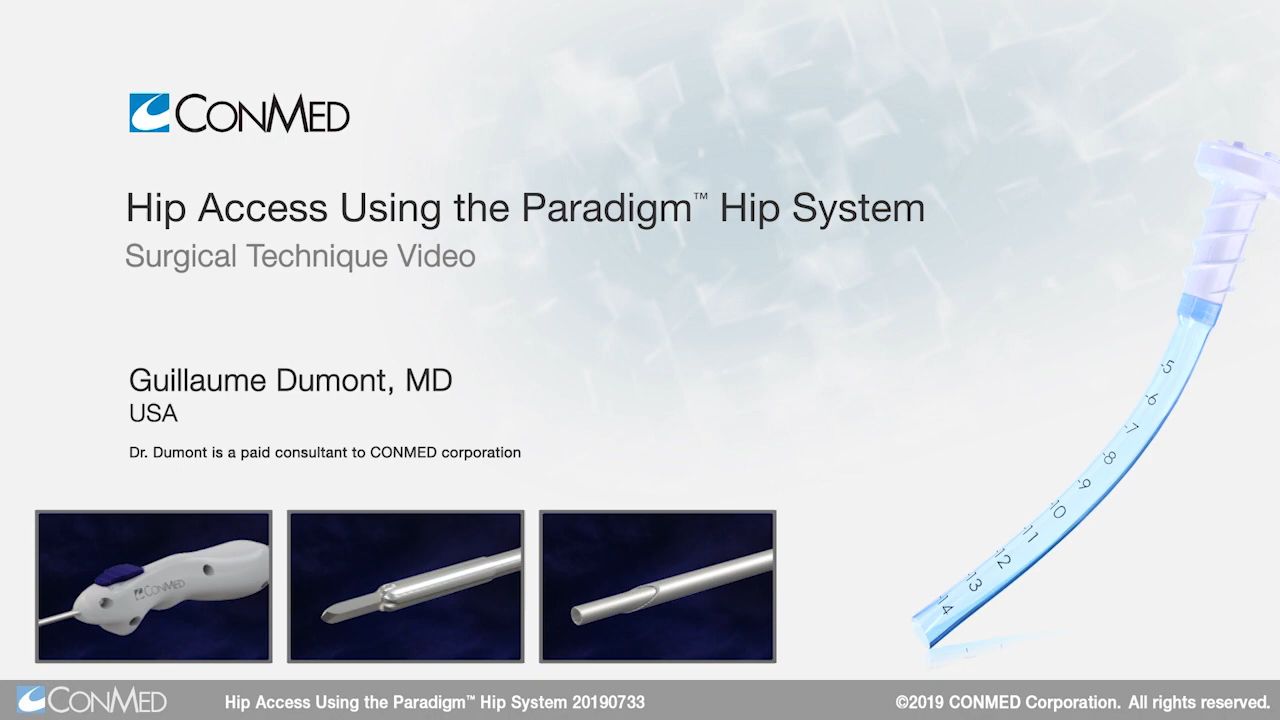 CONMED
Hip Access Using the Paradigm™ Hip System
Surgical Technique Video
Guillaume Dumont, MD
USA
Dr. Dumont is a paid consultant to CONMED corporation
CONMED
5
6
7
8
9
10
11
12
13
14
CONMED
Hip Access Using the Paradigm™ Hip System 20190733
©2019 CONMED Corporation. All rights reserved.